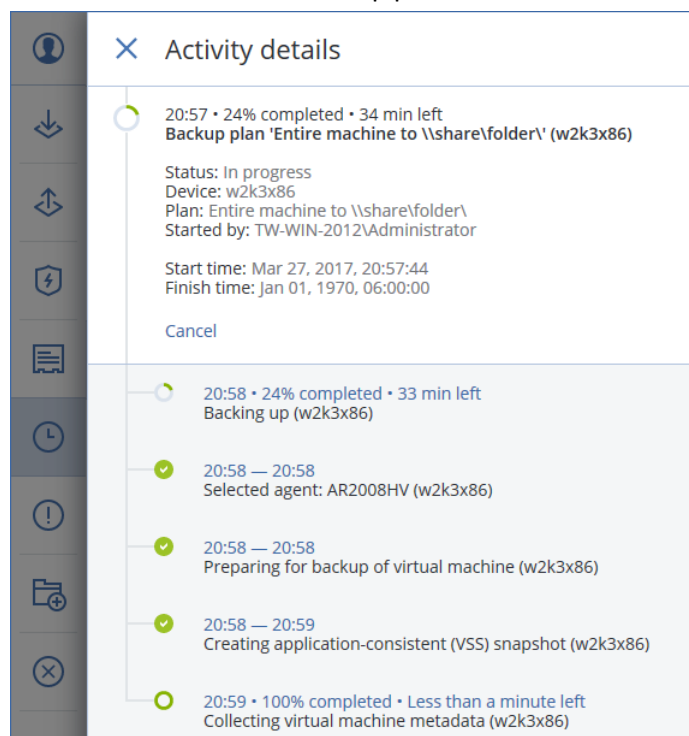 Activity details
20:57 • 24% completed • 34 min left
Backup plan 'Entire machine to \\share\folder\' (w2k3x86)
Status: In progress
Device: w2k3x86
Plan: Entire machine to \\share\folder\
Started by: TW-WIN-2012\Administrator
Start time: Mar 27, 2017, 20:57:44
Finish time: Jan 01, 1970, 06:00:00
Cancel
20:58 • 24% completed • 33 min left
Backing up (w2k3x86)
20:58 — 20:58
Selected agent: AR2008HV (w2k3x86)
20:58 — 20:58
Preparing for backup of virtual machine (w2k3x86)
20:58 — 20:59
Creating application-consistent (VSS) snapshot (w2k3x86)
20:59 • 100% completed • Less than a minute left
Collecting virtual machine metadata (w2k3x86)